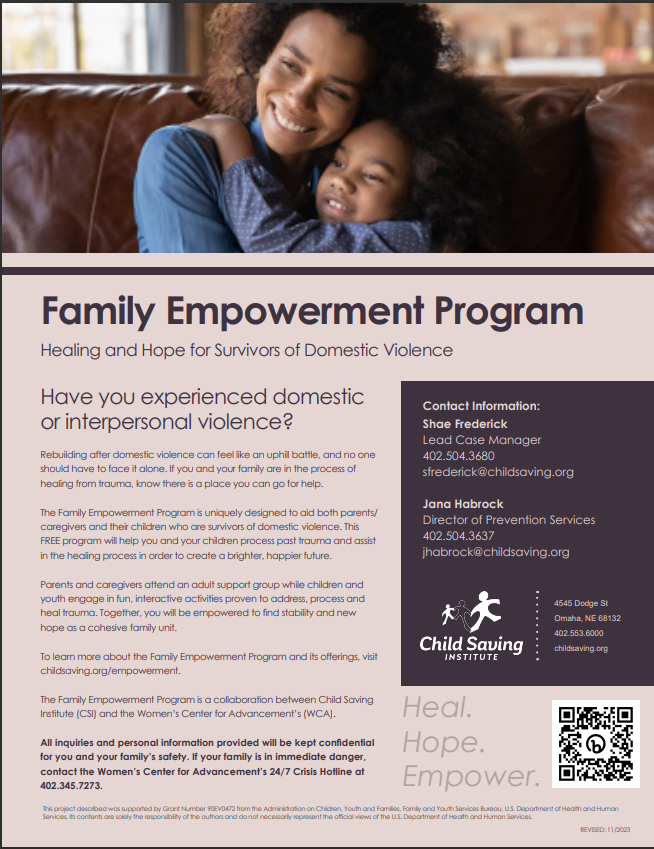 Family Empowerment Program
Healing and Hope for Survivors of Domestic Violence
Have you experienced domestic
or interpersonal violence?
Rebuilding after domestic violence can feel like an uphill battle, and no one
should have to face it alone. If you and your family are in the process of
healing from trauma, know there is a place you can go for help.
The Family Empowerment Program is uniquely designed to aid both parents/
caregivers and their children who are survivors of domestic violence. This
FREE program will help you and your children process past trauma and assist
in the healing process in order to create a brighter, happier future.
Parents and caregivers attend an adult support group while children and
youth engage in fun, interactive activities proven to address, process and
heal trauma. Together, you will be empowered to find stability and new
hope as a cohesive family unit.
To learn more about the Family Empowerment Program and its offerings, visit
childsaving.org/empowerment.
The Family Empowerment Program is a collaboration between Child Saving
Institute (CSI) and the Women's Center for Advancement's (WCA).
All inquiries and personal information provided will be kept confidential
for you and your family's safety. If your family is in immediate danger,
contact the Women's Center for Advancement's 24/7 Crisis Hotline at
402.345.7273.
Contact Information:
Shae Frederick
Lead Case Manager
402.504.3680
sfrederick@childsaving.org
Jana Habrock
Director of Prevention Services
402.504.3637
jhabrock@childsaving.org
Child Saving
INSTITUTE
4545 Dodge St
Omaha, NE 68132
402.553.6000
childsaving.org
Heal.
Hope.
Empower.
This project described was supported by Grant Number 90EV0472 from the Administration on Children, Youth and Families, Family and Youth Services Bureau, U.S. Department of Health and Human
Services. Its contents are solely the responsibility of the authors and do not necessarily represent the official views of the U.S. Department of Health and Human Services.
REVISED: 11/2023